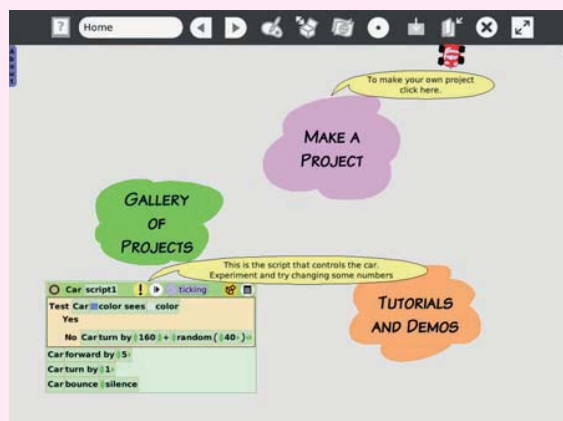 ?
Home
To make your own project
click here.
MAKE A
PROJECT
GALLERY
OF
PROJECTS
This is the script that controls the car.
Experiment and try changing some numbers
Car script1 ! ticking
Test Car color sees color
Yes
No Car turn by 160 + random ( 40 )
Car forward by 5
Car turn by 1
Car bounce silence
TUTORIALS
AND DEMOS